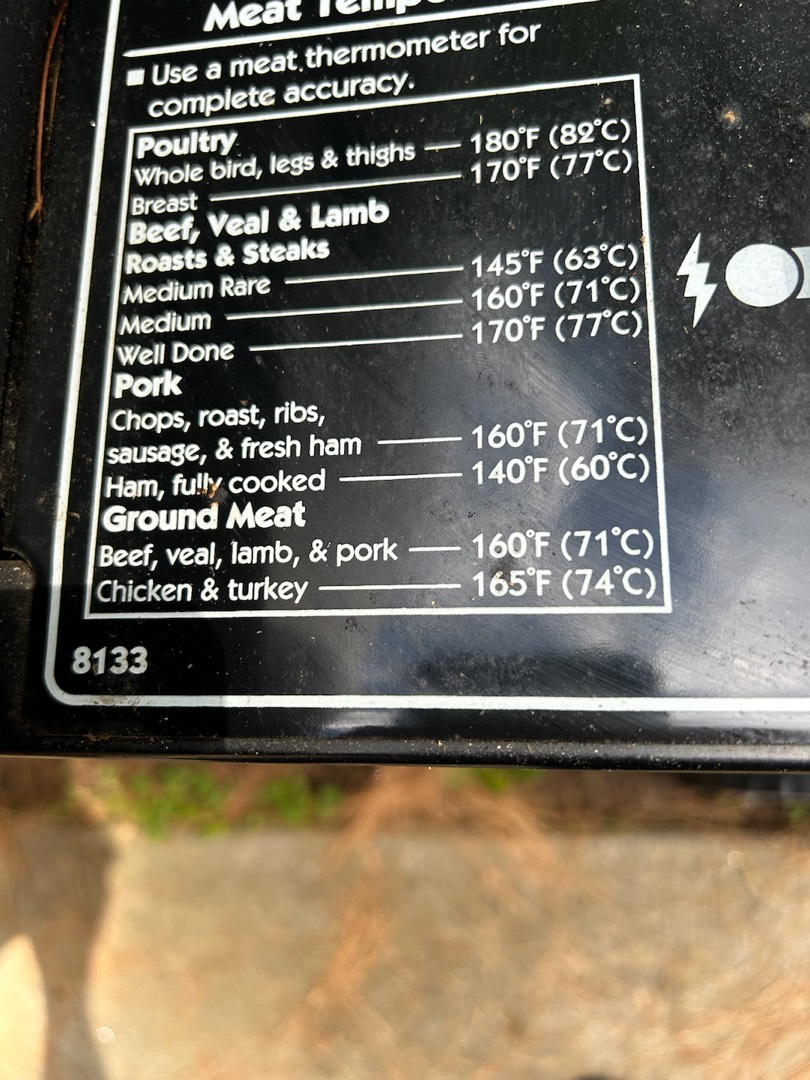 Meat
■ Use a meat thermometer for
complete accuracy.
Poultry
Whole bird, legs & thighs — 180°F (82°C)
Breast — 170°F (77°C)
Beef, Veal & Lamb
Roasts & Steaks
Medium Rare — 145°F (63°C)
Medium — 160°F (71°C)
Well Done — 170°F (77°C)
Pork
Chops, roast, ribs,
sausage, & fresh ham — 160°F (71°C)
Ham, fully cooked — 140°F (60°C)
Ground Meat
Beef, veal, lamb, & pork — 160°F (71°C)
Chicken & turkey — 165°F (74°C)
8133